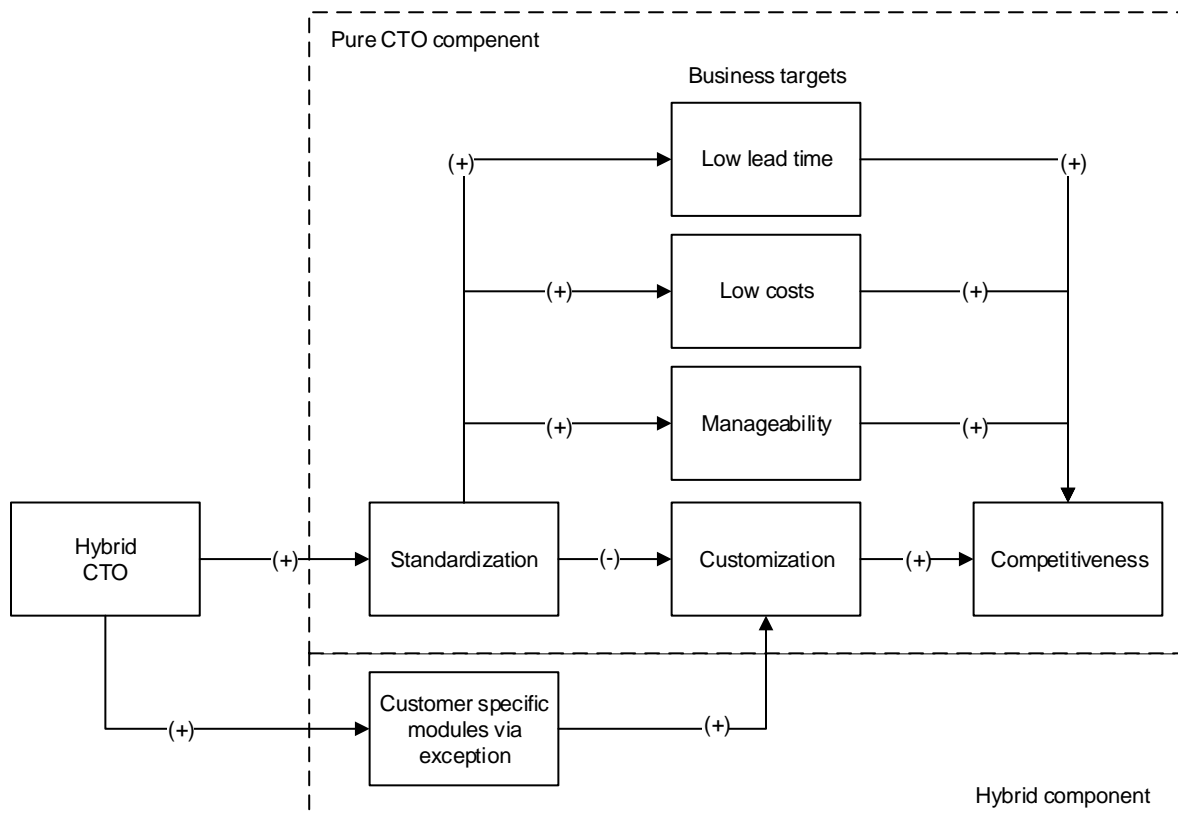 Pure CTO compenent
Business targets
(+)
Low lead time
(+)
(+)
Low costs
(+)
(+)
Manageability
(+)
Hybrid
CTO
(+)
Standardization
(-)
Customization
(+)
Competitiveness
(+)
Customer specific
modules via
exception
(+)
Hybrid component